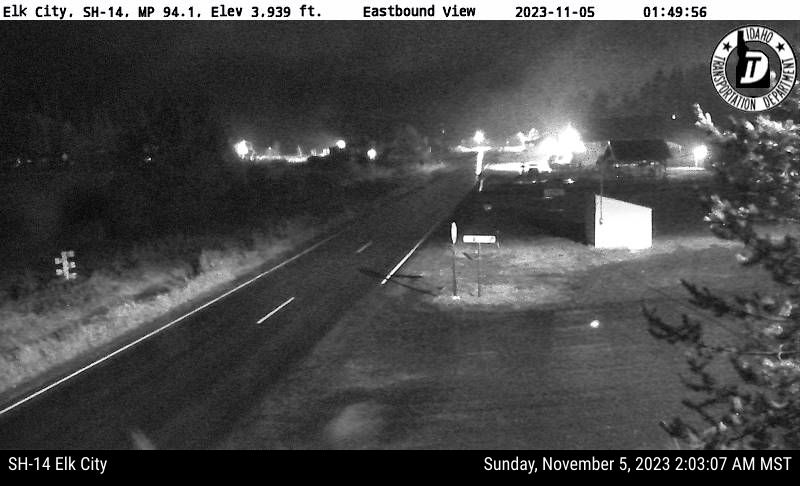 Elk City, SH-14, MP 94.1, Elev 3,939 ft. Eastbound View 2023-11-05 01:49:56
IDAHO
TRANSPORTATION DEPARTMENT
SH-14 Elk City
Sunday, November 5, 2023 2:03:07 AM MST